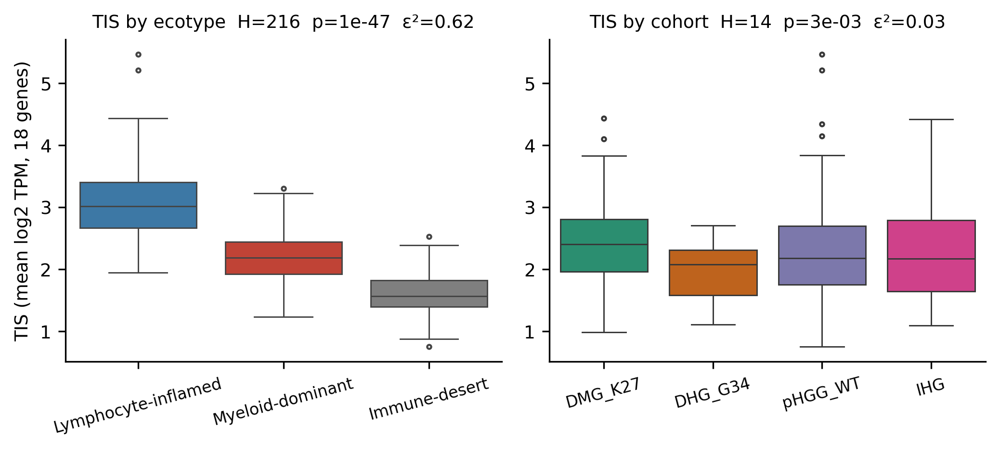 TIS by ecotype  H=216  p=1e-47  ε²=0.62
TIS (mean log2 TPM, 18 genes)
5
4
3
2
1
Lymphocyte-inflamed
Myeloid-dominant
Immune-desert
TIS by cohort  H=14  p=3e-03  ε²=0.03
5
4
3
2
1
DMG_K27
DHG_G34
pHGG_WT
IHG